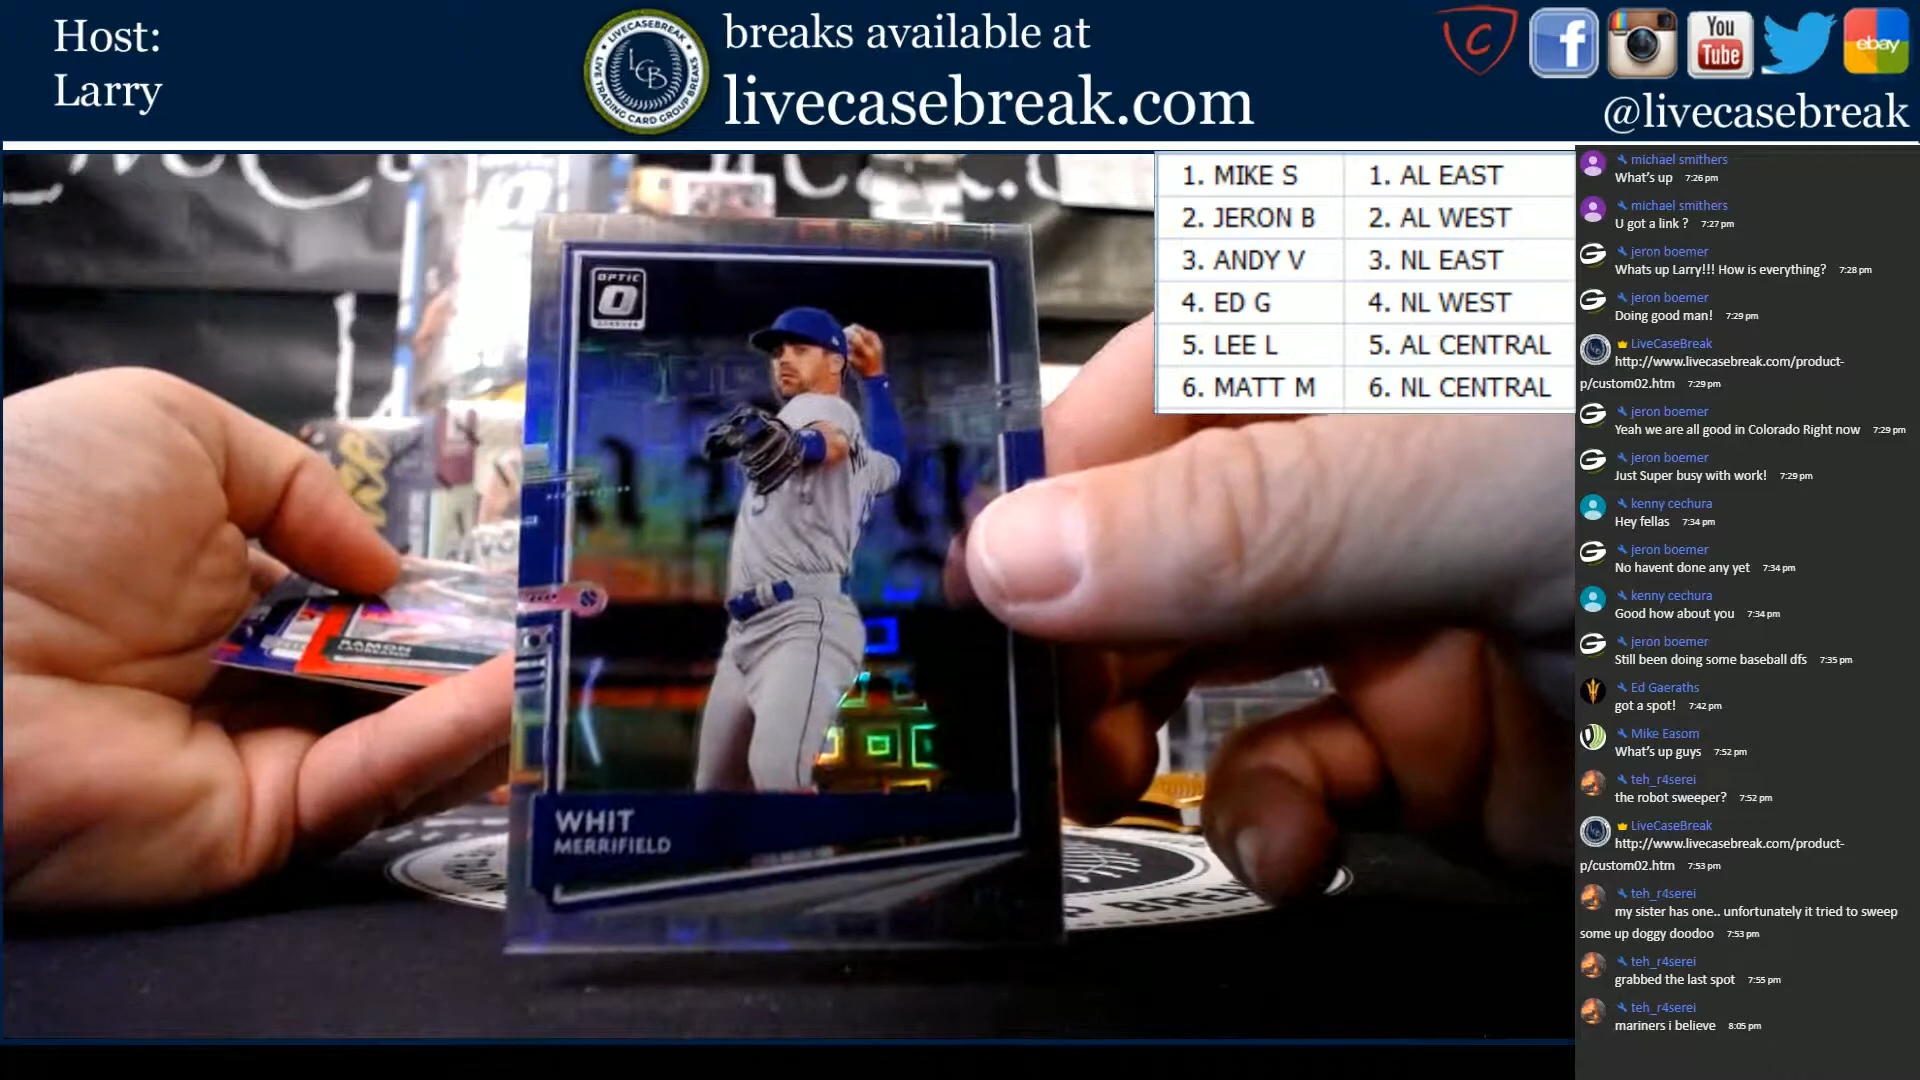 Host:
Larry
LIVECASEBREAK
LCB
LIVE TRADING CARD GROUP BREAKS
breaks available at
livecasebreak.com
C
f
You
Tube
ebay
@livecasebreak
1. MIKE S 1. AL EAST
2. JERON B 2. AL WEST
3. ANDY V 3. NL EAST
4. ED G 4. NL WEST
5. LEE L 5. AL CENTRAL
6. MATT M 6. NL CENTRAL
OPTIC
O
WHIT
MERRIFIELD
RAMON
michael smithers
What's up 7:26 pm
michael smithers
U got a link ? 7:27 pm
jeron boemer
Whats up Larry!!! How is everything? 7:28 pm
jeron boemer
Doing good man! 7:29 pm
LiveCaseBreak
http://www.livecasebreak.com/product-
p/custom02.htm 7:29 pm
jeron boemer
Yeah we are all good in Colorado Right now 7:29 pm
jeron boemer
Just Super busy with work! 7:29 pm
kenny cechura
Hey fellas 7:34 pm
jeron boemer
No havent done any yet 7:34 pm
kenny cechura
Good how about you 7:34 pm
jeron boemer
Still been doing some baseball dfs 7:35 pm
Ed Gaeraths
got a spot! 7:42 pm
Mike Easom
What's up guys 7:52 pm
teh_r4serei
the robot sweeper? 7:52 pm
LiveCaseBreak
http://www.livecasebreak.com/product-
p/custom02.htm 7:53 pm
teh_r4serei
my sister has one.. unfortunately it tried to sweep
some up doggy doodoo 7:53 pm
teh_r4serei
grabbed the last spot 7:55 pm
teh_r4serei
mariners i believe 8:05 pm